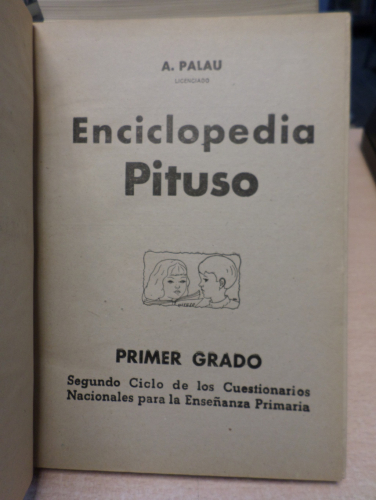 A. PALAU
LICENCIADO
Enciclopedia
Pituso
PRIMER GRADO
Segundo Ciclo de los Cuestionarios
Nacionales para la Enseñanza Primaria